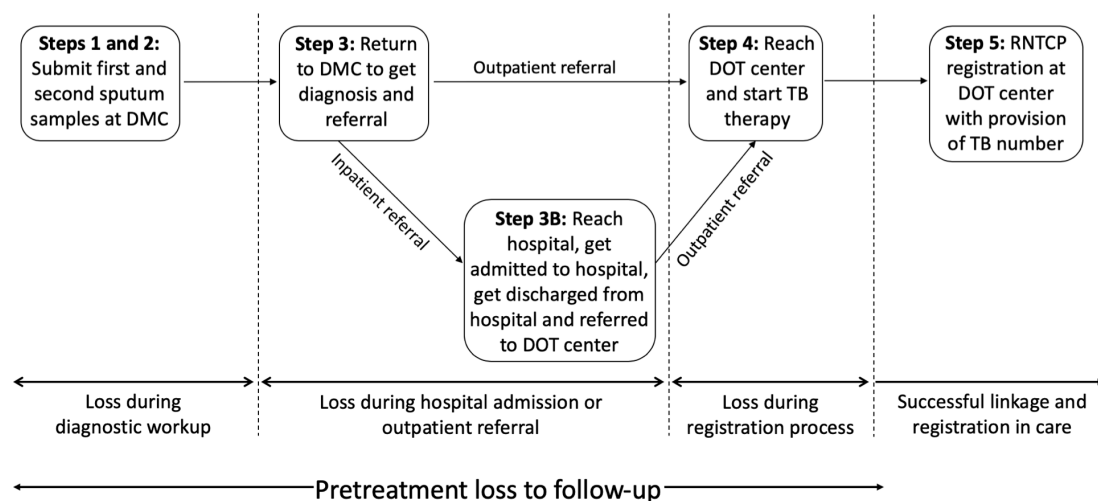 Steps 1 and 2:
Submit first and
second sputum
samples at DMC
Step 3: Return
to DMC to get
diagnosis and
referral
Outpatient referral
Step 4: Reach
DOT center
and start TB
therapy
Step 5: RNTCP
registration at
DOT center
with provision
of TB number
Inpatient referral
Step 3B: Reach
hospital, get
admitted to hospital,
get discharged from
hospital and referred
to DOT center
Outpatient referral
Loss during
diagnostic workup
Loss during hospital admission or
outpatient referral
Loss during
registration process
Successful linkage and
registration in care
Pretreatment loss to follow-up